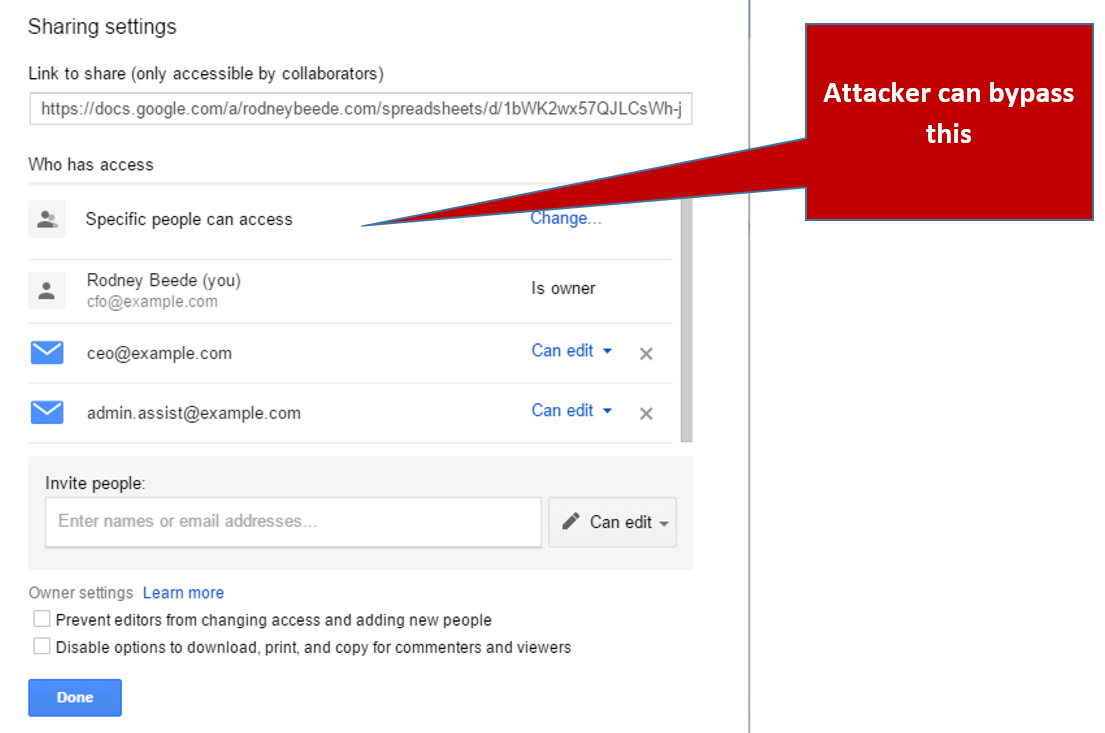 Sharing settings
Link to share (only accessible by collaborators)
https://docs.google.com/a/rodneybeede.com/spreadsheets/d/1bWK2wx57QJLCsWh-j
Who has access
Specific people can access
Change...
Rodney Beede (you)
cfo@example.com
Is owner
ceo@example.com
Can edit
admin.assist@example.com
Can edit
Invite people:
Enter names or email addresses...
Can edit
Owner settings Learn more
Prevent editors from changing access and adding new people
Disable options to download, print, and copy for commenters and viewers
Done
Attacker can bypass
this